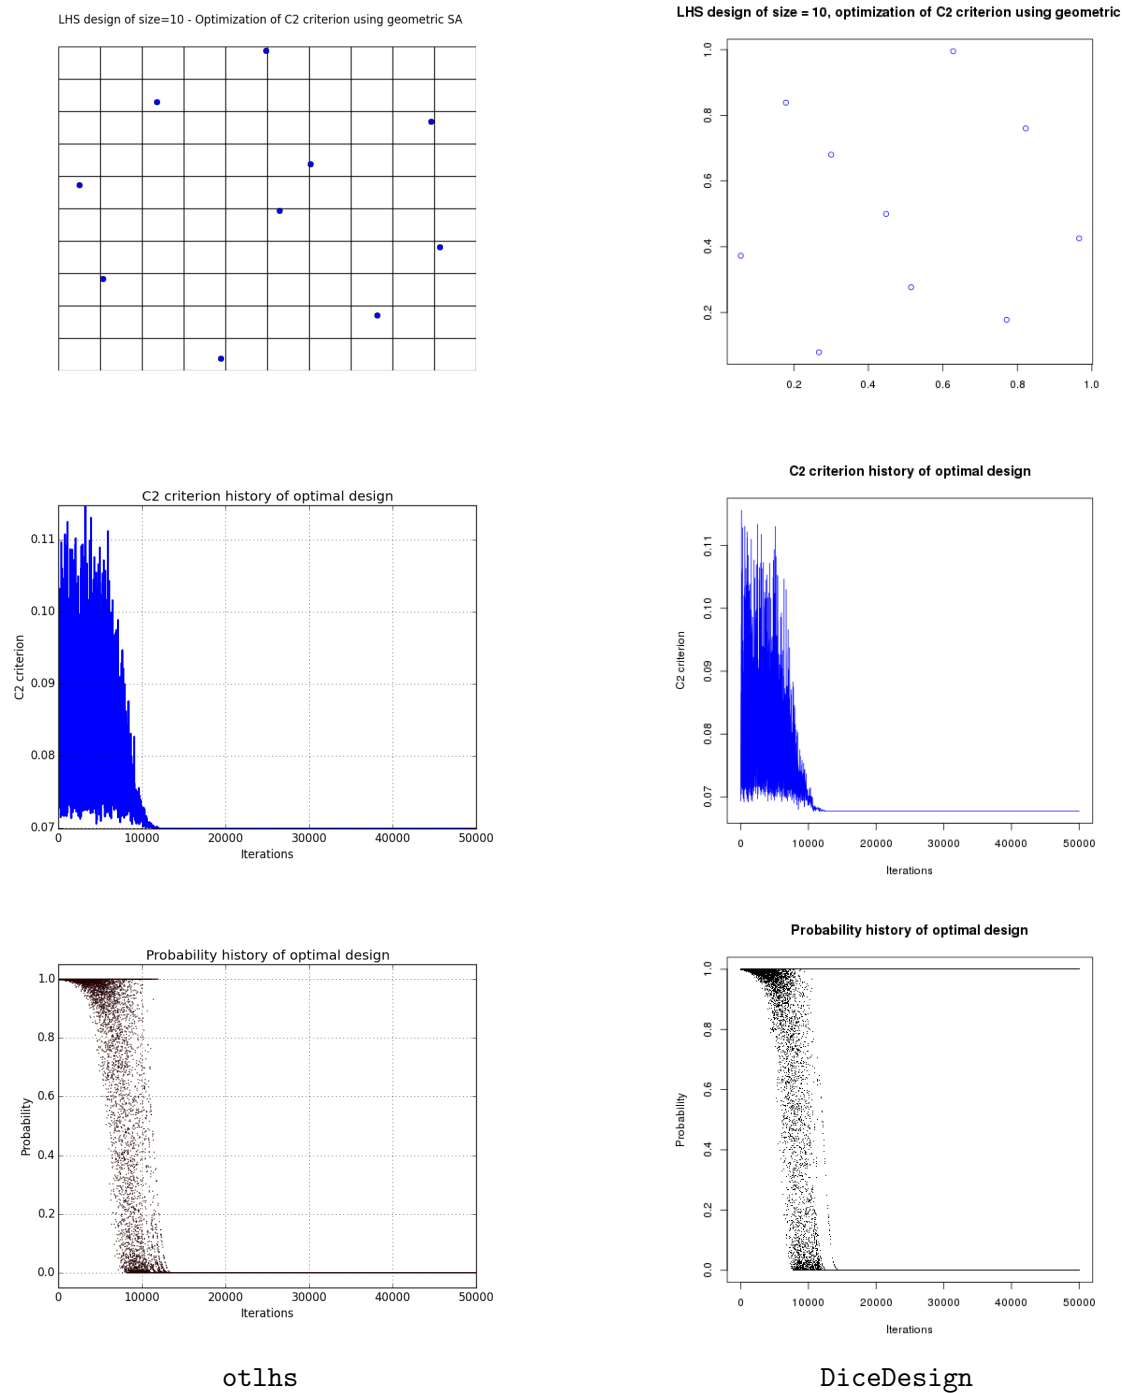 LHS design of size=10 - Optimization of C2 criterion using geometric SA
LHS design of size = 10, optimization of C2 criterion using geometric
1.0
0.8
0.6
0.4
0.2
0.2 0.4 0.6 0.8 1.0
C2 criterion history of optimal design
0.11
0.10
0.09
0.08
0.07
C2 criterion
0 10000 20000 30000 40000 50000
Iterations
C2 criterion history of optimal design
0.11
0.10
0.09
0.08
0.07
C2 criterion
0 10000 20000 30000 40000 50000
Iterations
Probability history of optimal design
1.0
0.8
0.6
0.4
0.2
0.0
Probability
0 10000 20000 30000 40000 50000
Iterations
Probability history of optimal design
1.0
0.8
0.6
0.4
0.2
0.0
Probability
0 10000 20000 30000 40000 50000
Iterations
otlhs
DiceDesign